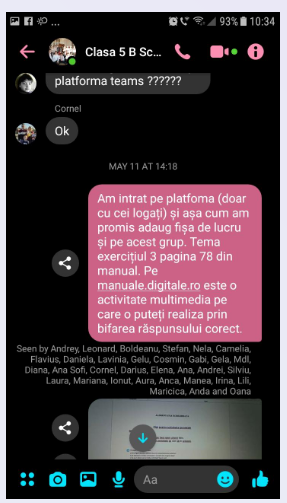 93% 10:34
Clasa 5 B Sc...
platforma teams ??????
Cornel
Ok
MAY 11 AT 14:18
Am intrat pe platfoma (doar
cu cei logați) și așa cum am
promis adaug fișa de lucru
și pe acest grup. Tema
exercițiul 3 pagina 78 din
manual. Pe
manuale.digitale.ro este o
activitate multimedia pe
care o puteți realiza prin
bifarea răspunsului corect.
Seen by Andrey, Leonard, Boldeanu, Stefan, Nela, Camelia,
Flavius, Daniela, Lavinia, Gelu, Cosmin, Gabi, Gela, Mdl,
Diana, Ana Sofi, Cornel, Darius, Elena, Ana, Andrei, Silviu,
Laura, Mariana, Ionut, Aura, Anca, Manea, Irina, Lili,
Maricica, Anda and Oana
Aa